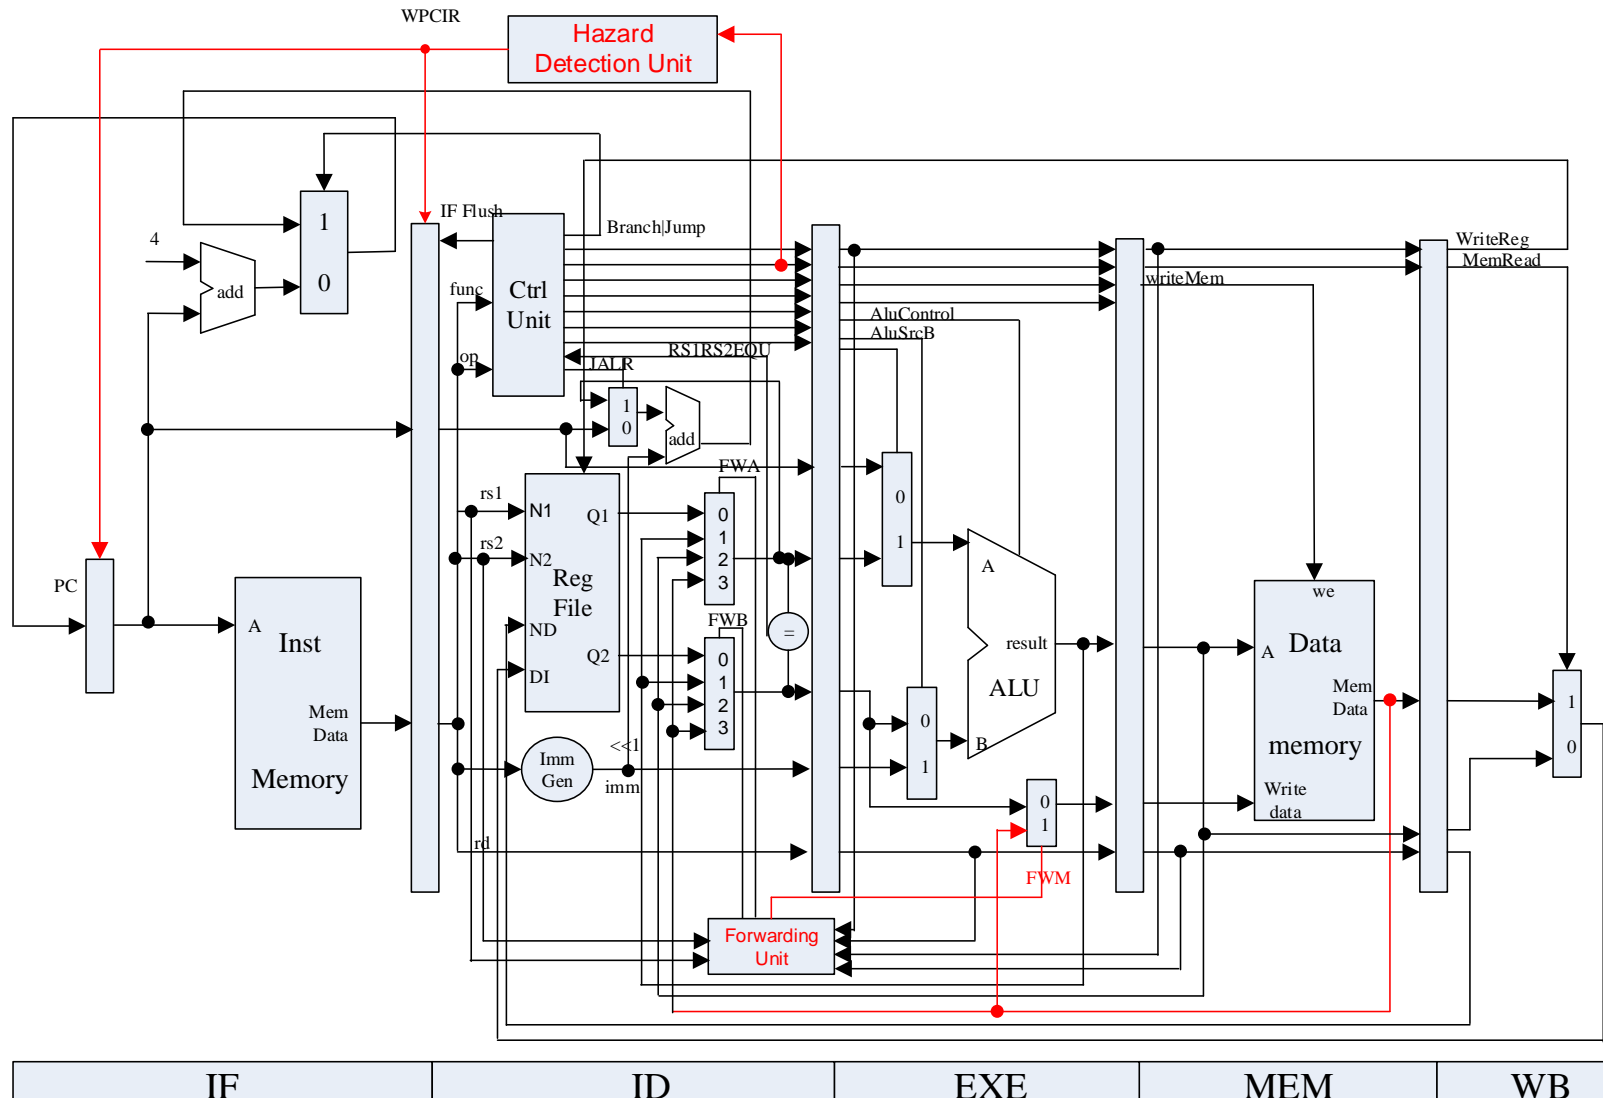 WPCIR
Hazard
Detection Unit
IF Flush
Branch|Jump
WriteReg
MemRead
4
1
0
add
func
Ctrl
Unit
writeMem
AluControl
AluSrcB
op
RS1RS2EQU
JALR
1
0
add
FWA
rs1
N1
Q1
0
1
2
3
0
1
rs2
N2
Reg
File
A
PC
we
FWB
A
Inst
ND
=
result
Data
A
Q2
0
1
2
3
DI
ALU
Mem
Data
1
0
Mem
Data
0
1
B
memory
<<1
Imm
Gen
imm
Memory
Write
data
0
1
rd
FWM
Forwarding
Unit
IF
ID
EXE
MEM
WB